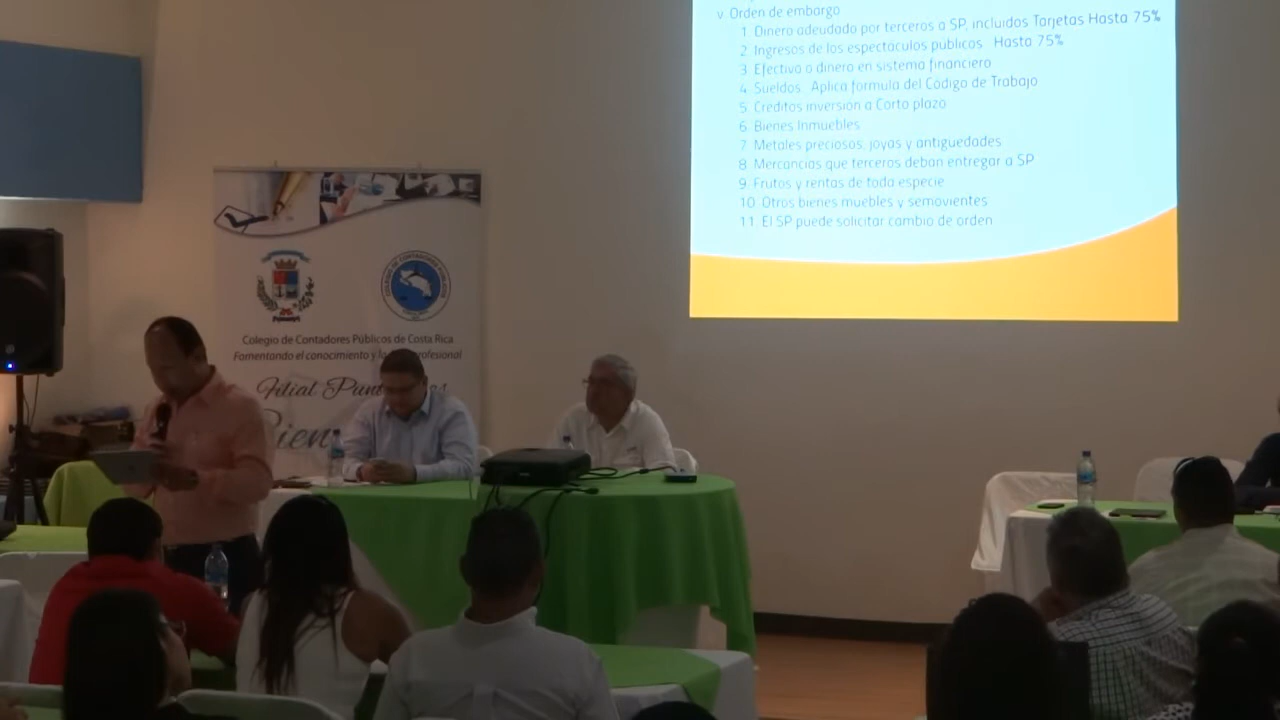 v. Orden de embargo
1. Dinero adeudado por terceros a SP, incluidos Tarjetas Hasta 75%
2. Ingresos de los espectáculos públicos Hasta 75%
3. Efectivo o dinero en sistema financiero
4. Sueldos. Aplica formula del Código de Trabajo
5. Creditos inversión a Corto plazo
6. Bienes Inmuebles
7. Metales preciosos, joyas y antiguedades
8. Mercancias que terceros deban entregar a SP
9. Frutos y rentas de toda especie
10. Otros bienes muebles y semovientes
11. El SP puede solicitar cambio de orden
Colegio de Contadores Públicos de Costa Rica
Fomentando el conocimiento y la
Filial